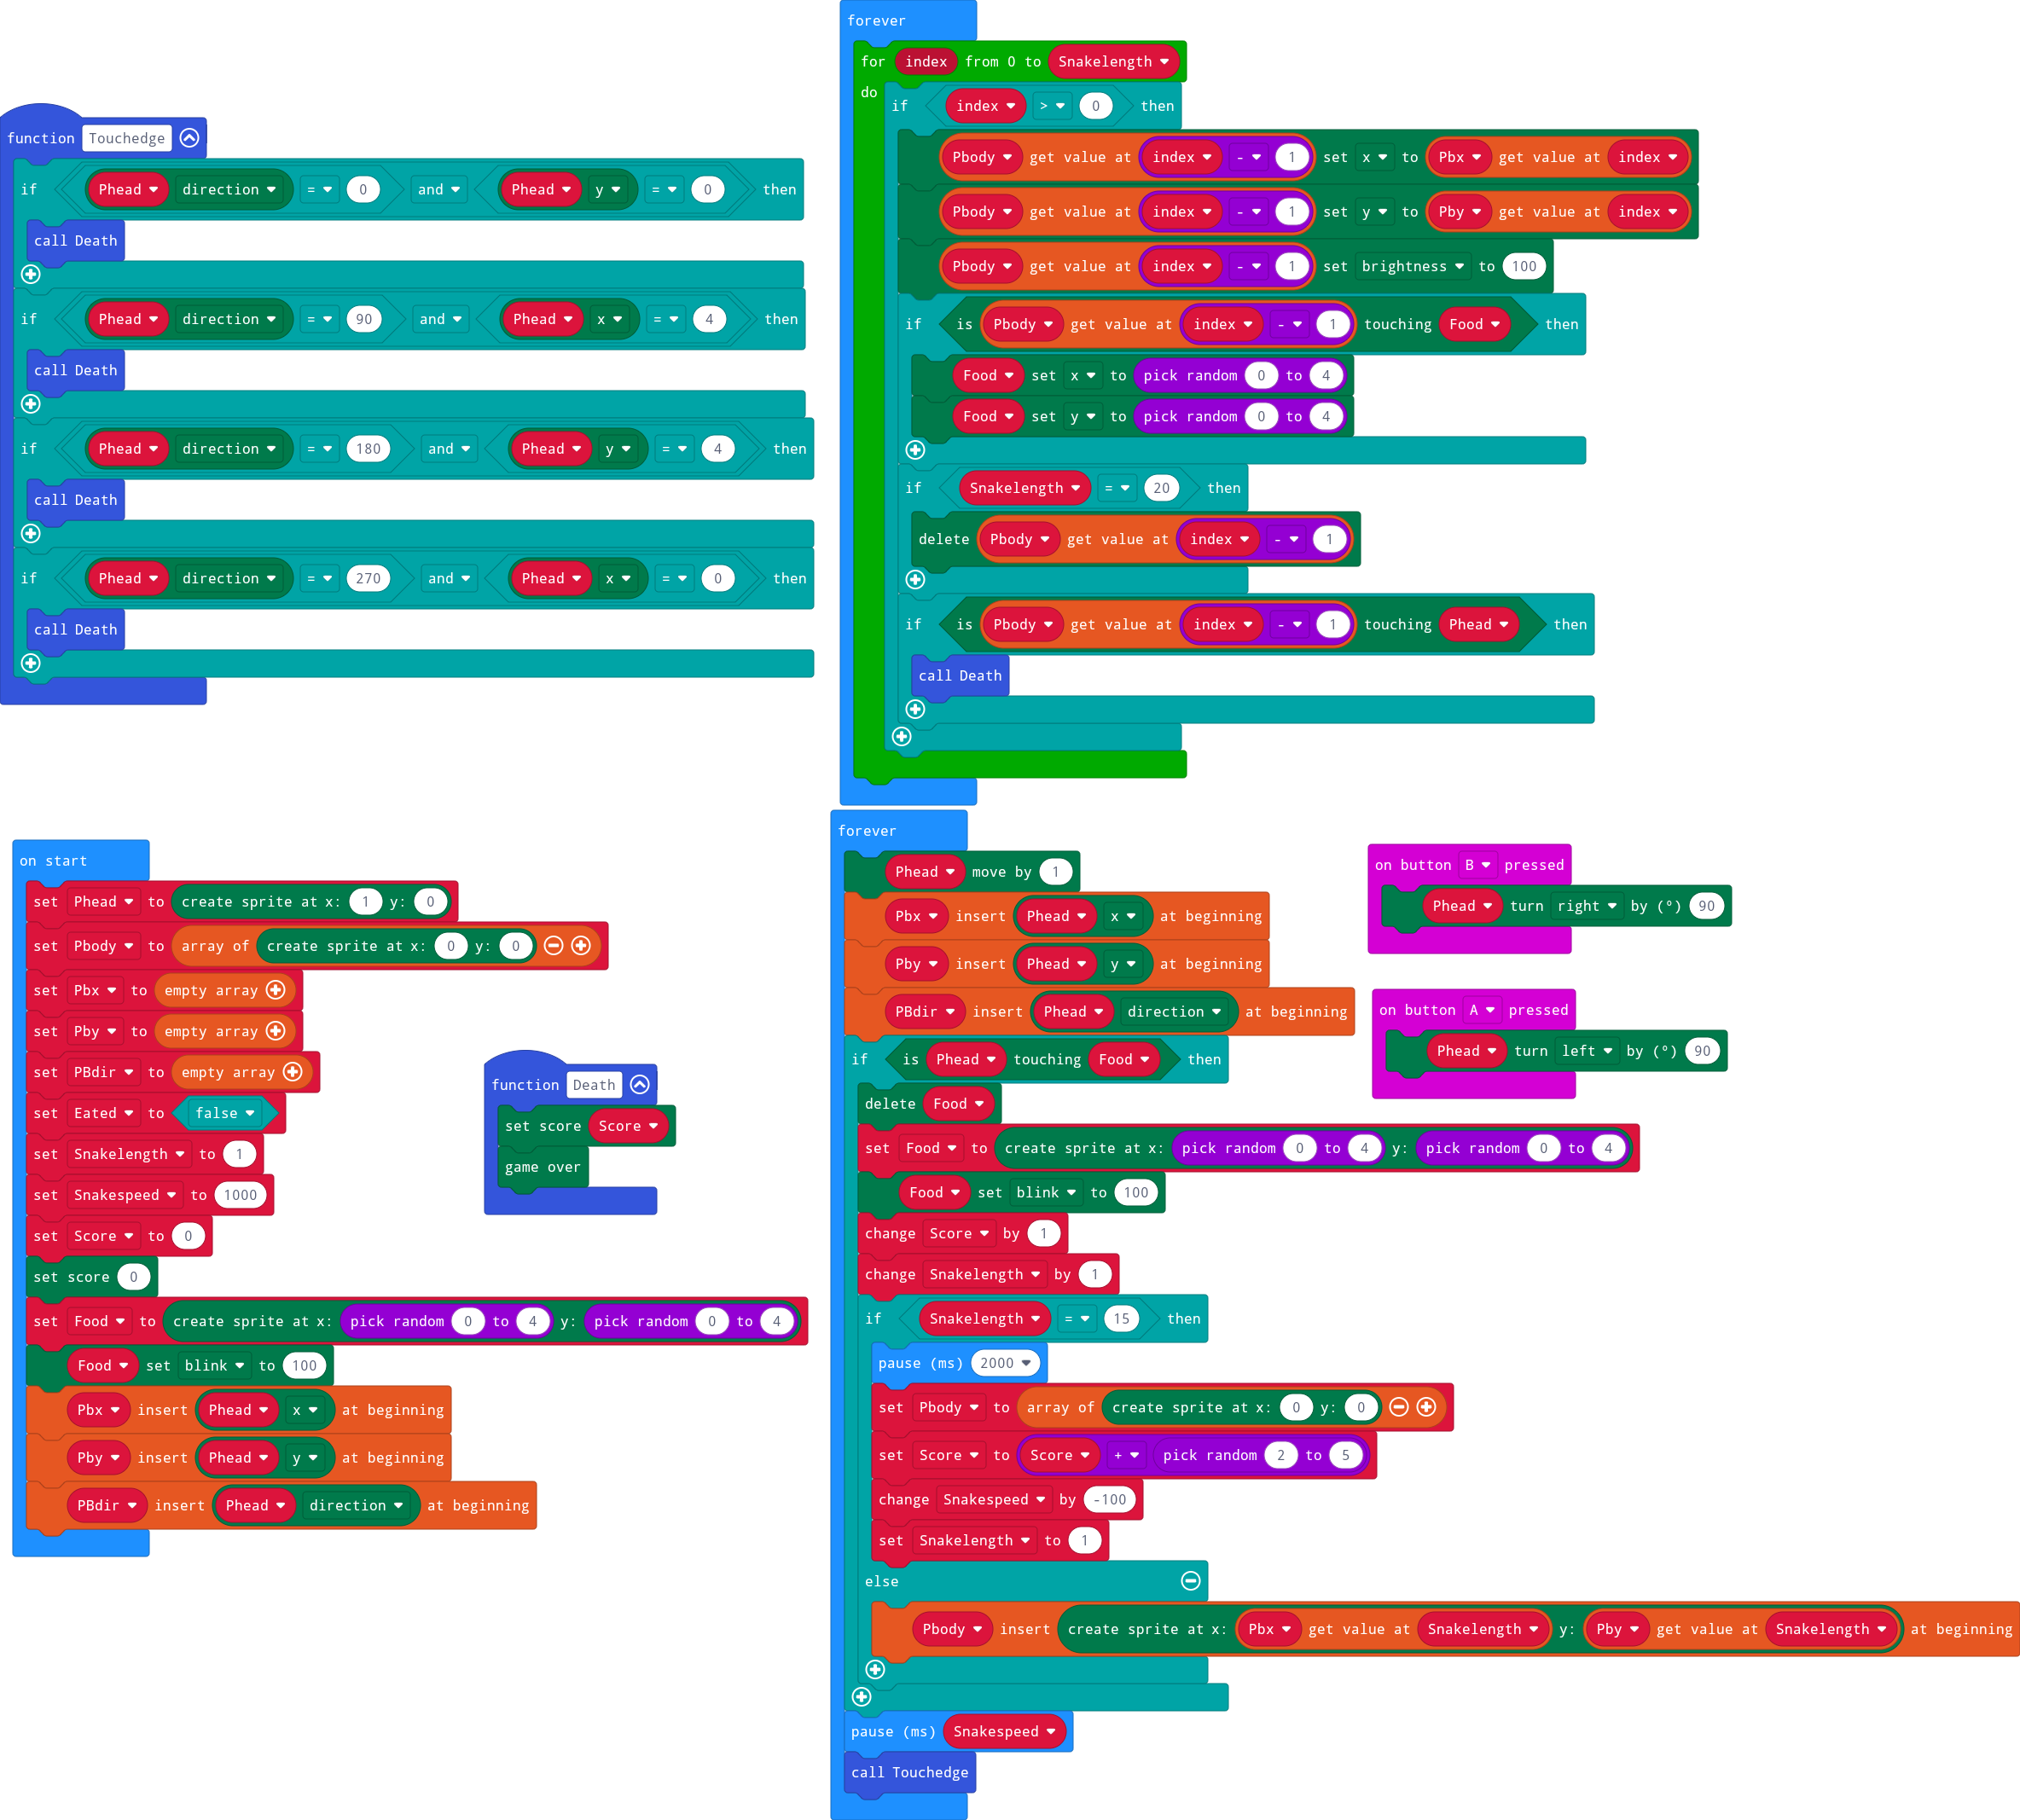 function Touchedge
if Phead direction = 0 and Phead y = 0 then
call Death
if Phead direction = 90 and Phead x = 4 then
call Death
if Phead direction = 180 and Phead y = 4 then
call Death
if Phead direction = 270 and Phead x = 0 then
call Death
forever
for index from 0 to Snakelength
do if index > 0 then
Pbody get value at index - 1 set x to Pbx get value at index
Pbody get value at index - 1 set y to Pby get value at index
Pbody get value at index - 1 set brightness to 100
if is Pbody get value at index - 1 touching Food then
Food set x to pick random 0 to 4
Food set y to pick random 0 to 4
if Snakelength = 20 then
delete Pbody get value at index - 1
if is Pbody get value at index - 1 touching Phead then
call Death
on start
set Phead to create sprite at x: 1 y: 0
set Pbody to array of create sprite at x: 0 y: 0
set Pbx to empty array
set Pby to empty array
set PBdir to empty array
set Eated to false
set Snakelength to 1
set Snakespeed to 1000
set Score to 0
set score 0
set Food to create sprite at x: pick random 0 to 4 y: pick random 0 to 4
Food set blink to 100
Pbx insert Phead x at beginning
Pby insert Phead y at beginning
PBdir insert Phead direction at beginning
function Death
set score Score
game over
forever
Phead move by 1
Pbx insert Phead x at beginning
Pby insert Phead y at beginning
PBdir insert Phead direction at beginning
if is Phead touching Food then
delete Food
set Food to create sprite at x: pick random 0 to 4 y: pick random 0 to 4
Food set blink to 100
change Score by 1
change Snakelength by 1
if Snakelength = 15 then
pause (ms) 2000
set Pbody to array of create sprite at x: 0 y: 0
set Score to Score + pick random 2 to 5
change Snakespeed by -100
set Snakelength to 1
else
Pbody insert create sprite at x: Pbx get value at Snakelength y: Pby get value at Snakelength at beginning
pause (ms) Snakespeed
call Touchedge
on button B pressed
Phead turn right by (°) 90
on button A pressed
Phead turn left by (°) 90